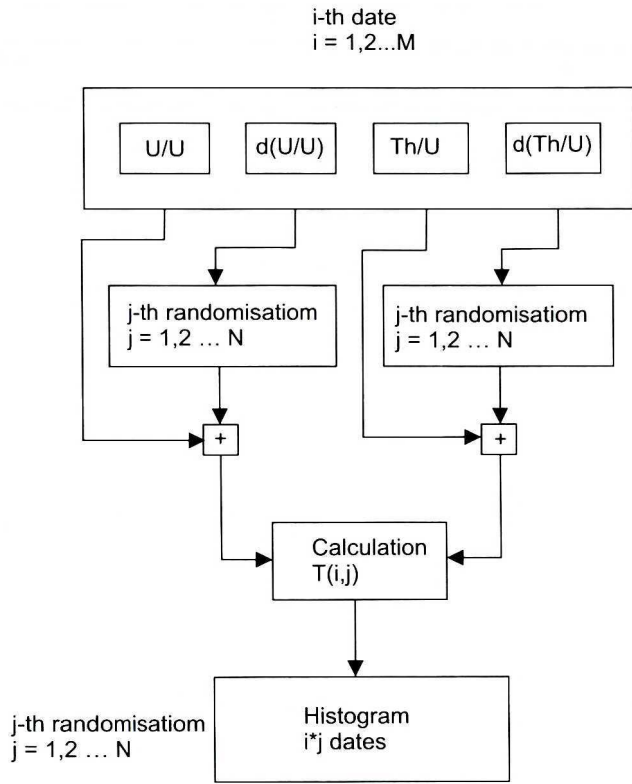 i-th date
i = 1,2...M
U/U
d(U/U)
Th/U
d(Th/U)
j-th randomisatiom
j = 1,2 ... N
j-th randomisatiom
j = 1,2 ... N
+
+
Calculation
T(i,j)
Histogram
i*j dates
j-th randomisatiom
j = 1,2 ... N